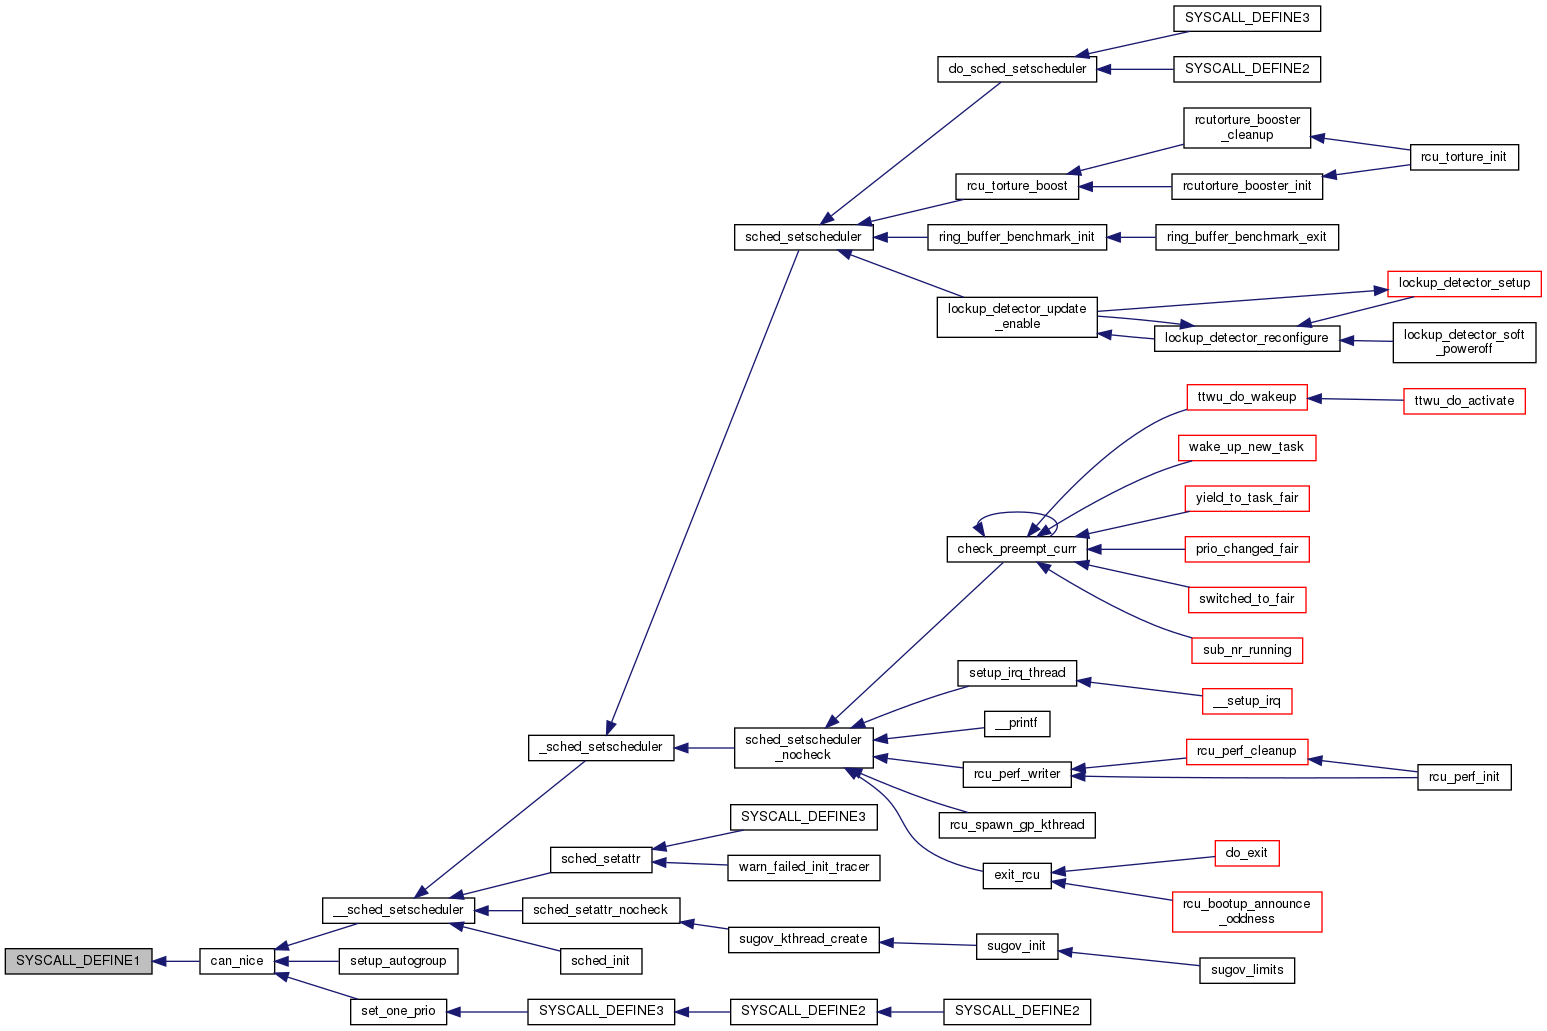 SYSCALL_DEFINE3
do_sched_setscheduler
SYSCALL_DEFINE2
rcutorture_booster
_cleanup
rcu_torture_init
rcu_torture_boost
rcutorture_booster_init
sched_setscheduler
ring_buffer_benchmark_init
ring_buffer_benchmark_exit
lockup_detector_setup
lockup_detector_update
_enable
lockup_detector_reconfigure
lockup_detector_soft
_poweroff
ttwu_do_wakeup
ttwu_do_activate
wake_up_new_task
yield_to_task_fair
check_preempt_curr
prio_changed_fair
switched_to_fair
sub_nr_running
setup_irq_thread
__setup_irq
__printf
_sched_setscheduler
sched_setscheduler
_nocheck
rcu_perf_cleanup
rcu_perf_writer
rcu_perf_init
SYSCALL_DEFINE3
rcu_spawn_gp_kthread
sched_setattr
warn_failed_init_tracer
do_exit
exit_rcu
__sched_setscheduler
sched_setattr_nocheck
rcu_bootup_announce
_oddness
sugov_kthread_create
sugov_init
SYSCALL_DEFINE1
can_nice
setup_autogroup
sched_init
sugov_limits
set_one_prio
SYSCALL_DEFINE3
SYSCALL_DEFINE2
SYSCALL_DEFINE2